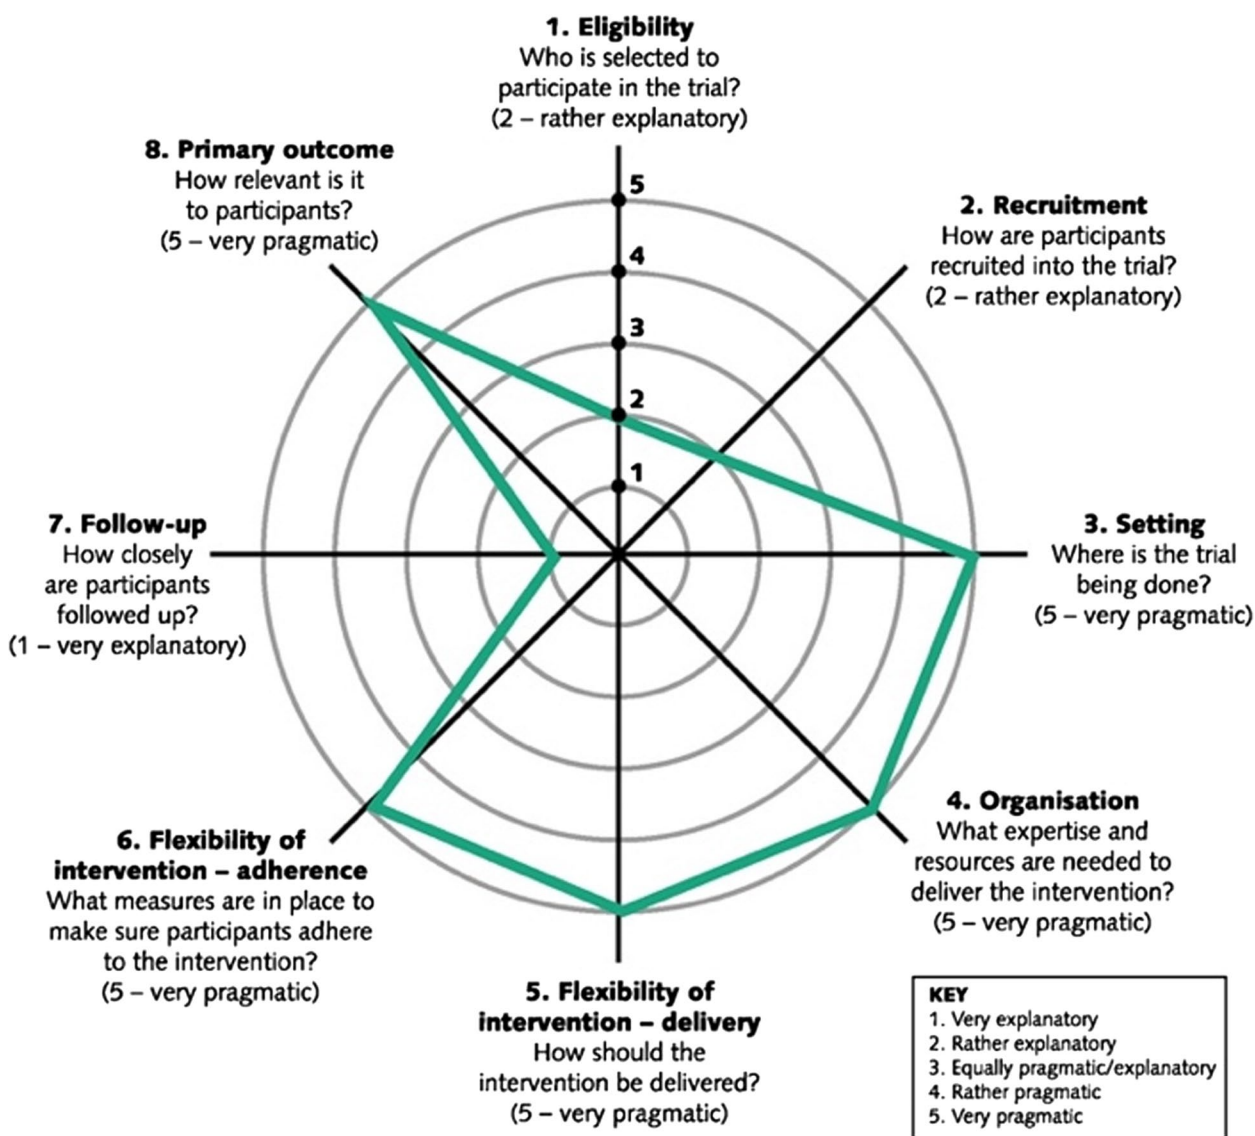 1. Eligibility
Who is selected to
participate in the trial?
(2 – rather explanatory)
8. Primary outcome
How relevant is it
to participants?
(5 – very pragmatic)
2. Recruitment
How are participants
recruited into the trial?
(2 – rather explanatory)
5
4
3
2
1
7. Follow-up
How closely
are participants
followed up?
(1 – very explanatory)
3. Setting
Where is the trial
being done?
(5 – very pragmatic)
6. Flexibility of
intervention – adherence
What measures are in place to
make sure participants adhere
to the intervention?
(5 – very pragmatic)
4. Organisation
What expertise and
resources are needed to
deliver the intervention?
(5 – very pragmatic)
5. Flexibility of
intervention – delivery
How should the
intervention be delivered?
(5 – very pragmatic)
KEY
1. Very explanatory
2. Rather explanatory
3. Equally pragmatic/explanatory
4. Rather pragmatic
5. Very pragmatic